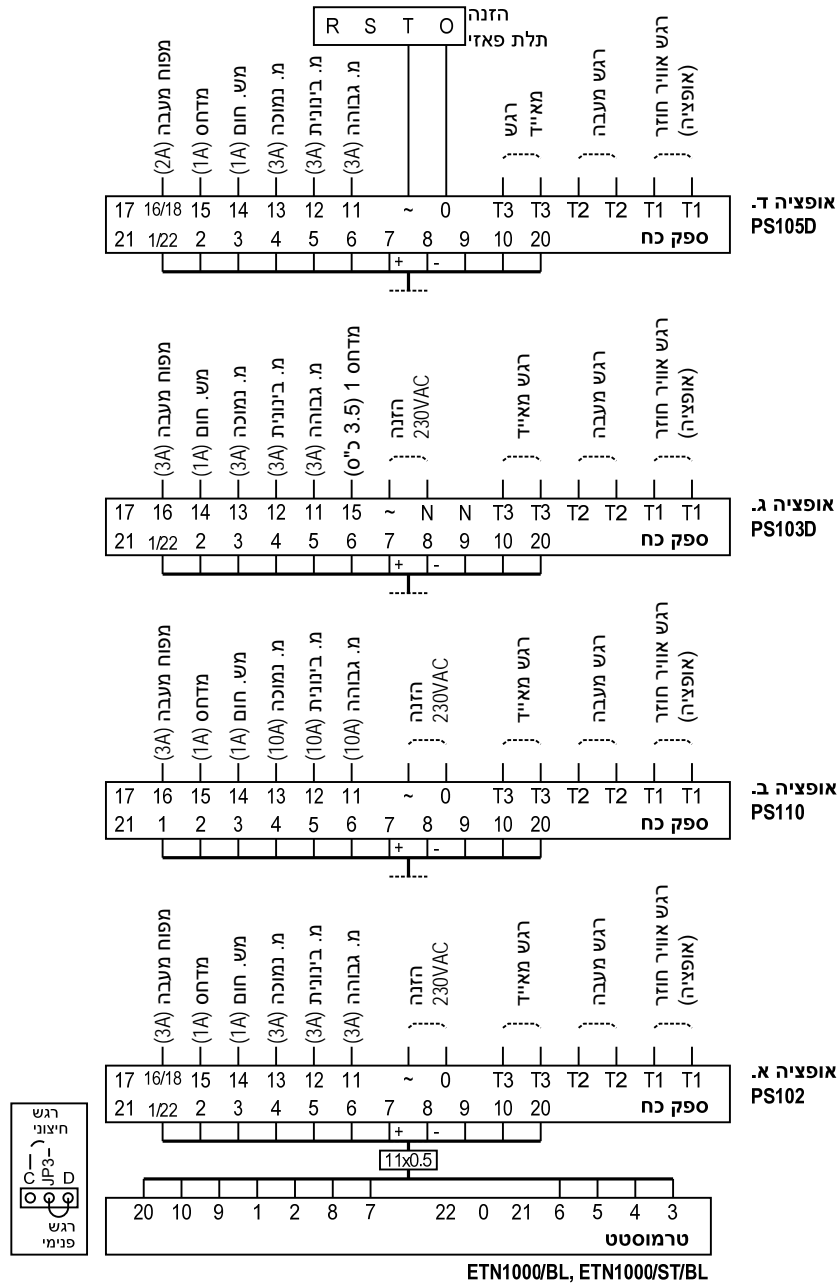 R S T O
הזנה
תלת פאזי
מפוח מעבה (2A)
מדחס (1A)
מש. חום (1A)
מ. נמוכה (3A)
מ. בינונית (3A)
מ. גבוהה (3A)
רגש
מאייד
רגש מעבה
רגש אוויר חוזר
(אופציה)
17 16/18 15 14 13 12 11 ~ 0 T3 T3 T2 T2 T1 T1
21 1/22 2 3 4 5 6 7 8 9 10 20 ספק כח
+ -
אופציה ד.
PS105D
מפוח מעבה (3A)
מש. חום (1A)
מ. נמוכה (3A)
מ. בינונית (3A)
מ. גבוהה (3A)
מדחס 1 (3.5 כ"ס)
הזנה
230VAC
רגש מאייד
רגש מעבה
רגש אוויר חוזר
(אופציה)
17 16 14 13 12 11 15 ~ N N T3 T3 T2 T2 T1 T1
21 1/22 2 3 4 5 6 7 8 9 10 20 ספק כח
+ -
אופציה ג.
PS103D
מפוח מעבה (3A)
מדחס (1A)
מש. חום (1A)
מ. נמוכה (10A)
מ. בינונית (10A)
מ. גבוהה (10A)
הזנה
230VAC
רגש מאייד
רגש מעבה
רגש אוויר חוזר
(אופציה)
17 16 15 14 13 12 11 ~ 0 T3 T3 T2 T2 T1 T1
21 1 2 3 4 5 6 7 8 9 10 20 ספק כח
+ -
אופציה ב.
PS110
מפוח מעבה (3A)
מדחס (1A)
מש. חום (1A)
מ. נמוכה (3A)
מ. בינונית (3A)
מ. גבוהה (3A)
הזנה
230VAC
רגש מאייד
רגש מעבה
רגש אוויר חוזר
(אופציה)
17 16/18 15 14 13 12 11 ~ 0 T3 T3 T2 T2 T1 T1
21 1/22 2 3 4 5 6 7 8 9 10 20 ספק כח
+ -
אופציה א.
PS102
11x0.5
רגש
חיצוני
C JP3 D
רגש
פנימי
20 10 9 1 2 8 7 22 0 21 6 5 4 3
טרמוסטט
ETN1000/BL, ETN1000/ST/BL